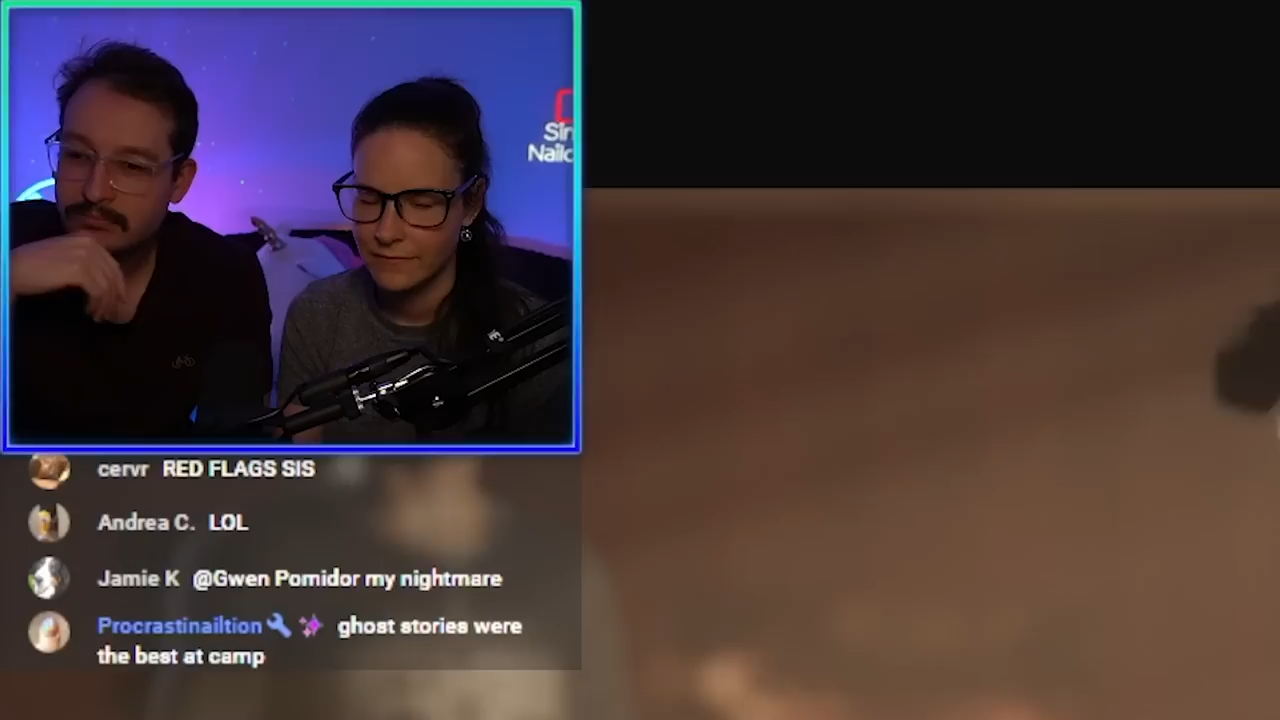 cervr RED FLAGS SIS
Andrea C. LOL
Jamie K @Gwen Pomidor my nightmare
Procrastinailtion ghost stories were
the best at camp